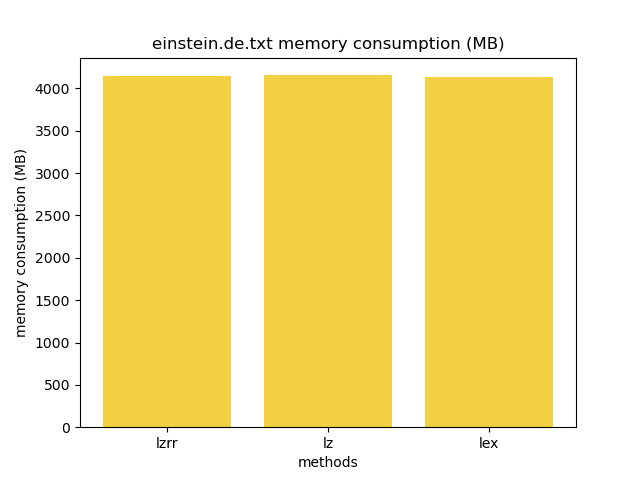 einstein.de.txt memory consumption (MB)
memory consumption (MB)
4000
3500
3000
2500
2000
1500
1000
500
0
lzrr
lz
lex
methods